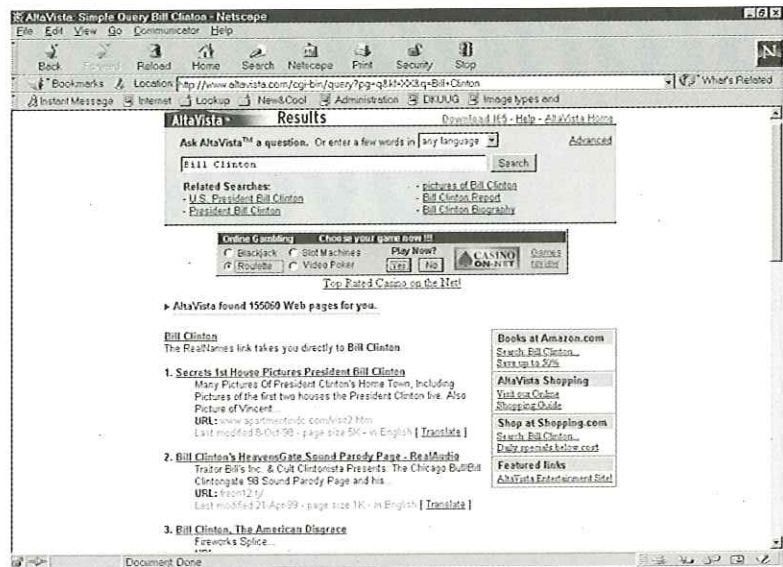 AltaVista: Simple Query Bill Clinton - Netscape
File Edit View Go Communicator Help
Back Forward Reload Home Search Netscape Print Security Stop
Bookmarks Location http://www.altavista.com/cgi-bin/query?pg=q&kl=XX&q=Bill+Clinton What's Related
Instant Message Internet Lookup New&Cool Administration DKUUG Image types and
AltaVista Results Download IE5 - Help - AltaVista Home
Ask AltaVista™ a question. Or enter a few words in any language Advanced
Bill Clinton Search
Related Searches:
- pictures of Bill Clinton
- U.S. President Bill Clinton - Bill Clinton Report
- President Bill Clinton - Bill Clinton Biography
Online Gambling Choose your game now !!!
Blackjack Slot Machines Play Now? CASINO Games
Roulette Video Poker Yes No ON-NET review
Top Rated Casino on the Net!
AltaVista found 155060 Web pages for you.
Bill Clinton
The RealNames link takes you directly to Bill Clinton
1. Secrets 1st House Pictures President Bill Clinton
Many Pictures Of President Clinton's Home Town, Including
Pictures of the first two houses the President Clinton live. Also
Picture of Vincent...
URL: www.apartmentindc.com/visit2.htm
Last modified 8-Oct-98 - page size 5K - in English [ Translate ]
2. Bill Clinton's HeavensGate Sound Parody Page - RealAudio
Traitor Bill's Inc. & Cult Clintonista Presents: The Chicago BullBill
Clintongate 98 Sound Parody Page and his...
URL: freon12.ty/
Last modified 21-Apr-99 - page size 1K - in English [ Translate ]
3. Bill Clinton, The American Disgrace
Fireworks Splice...
Books at Amazon.com
Search: Bill Clinton...
Save up to 50%
AltaVista Shopping
Visit our Online
Shopping Guide
Shop at Shopping.com
Search: Bill Clinton...
Daily specials below cost
Featured links
AltaVista Entertainment Site!
Document Done